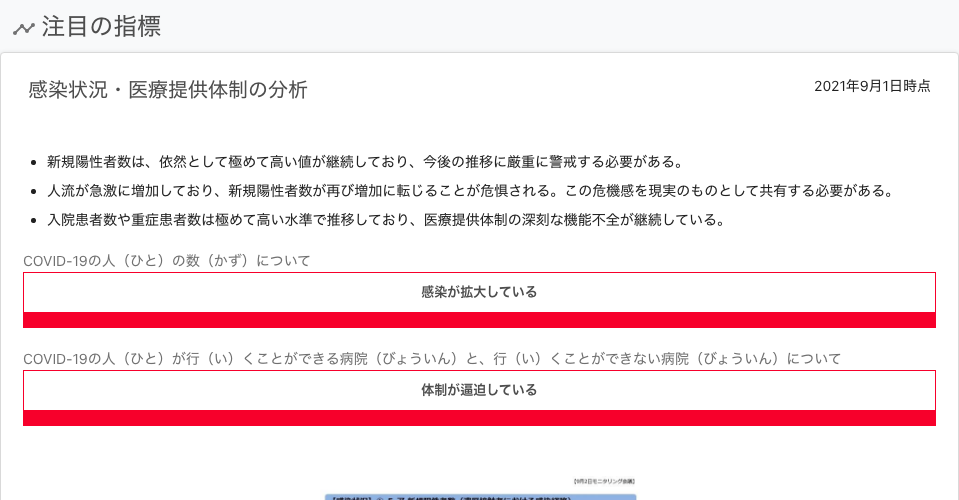 注目の指標
感染状況・医療提供体制の分析
2021年9月1日時点
新規陽性者数は、依然として極めて高い値が継続しており、今後の推移に厳重に警戒する必要がある。
人流が急激に増加しており、新規陽性者数が再び増加に転じることが危惧される。この危機感を現実のものとして共有する必要がある。
入院患者数や重症患者数は極めて高い水準で推移しており、医療提供体制の深刻な機能不全が継続している。
COVID-19の人（ひと）の数（かず）について
感染が拡大している
COVID-19の人（ひと）が行（い）くことができる病院（びょういん）と、行（い）くことができない病院（びょういん）について
体制が逼迫している
【9月2日モニタリング会議】